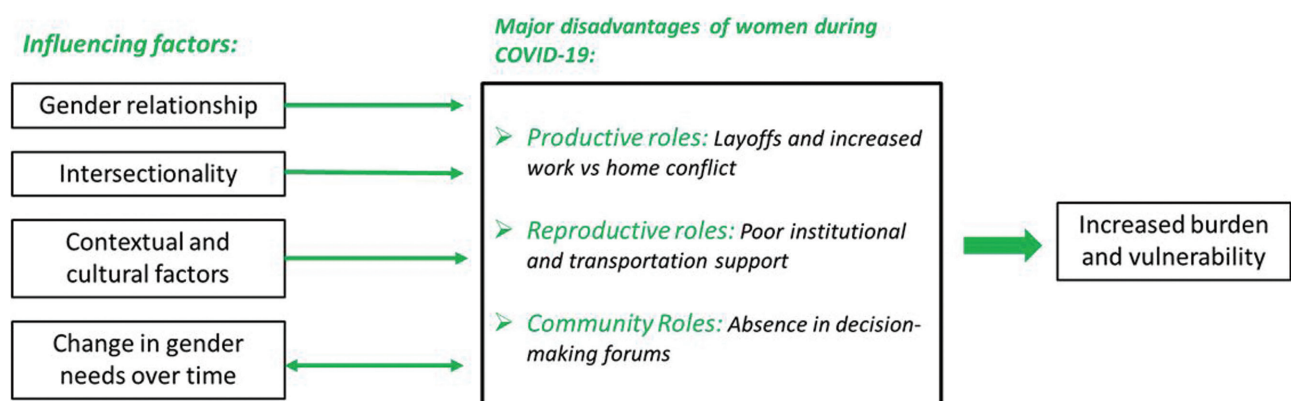 Influencing factors:
Gender relationship
Intersectionality
Contextual and
cultural factors
Change in gender
needs over time
Major disadvantages of women during
COVID-19:
Productive roles: Layoffs and increased
work vs home conflict
Reproductive roles: Poor institutional
and transportation support
Community Roles: Absence in decision-
making forums
Increased burden
and vulnerability